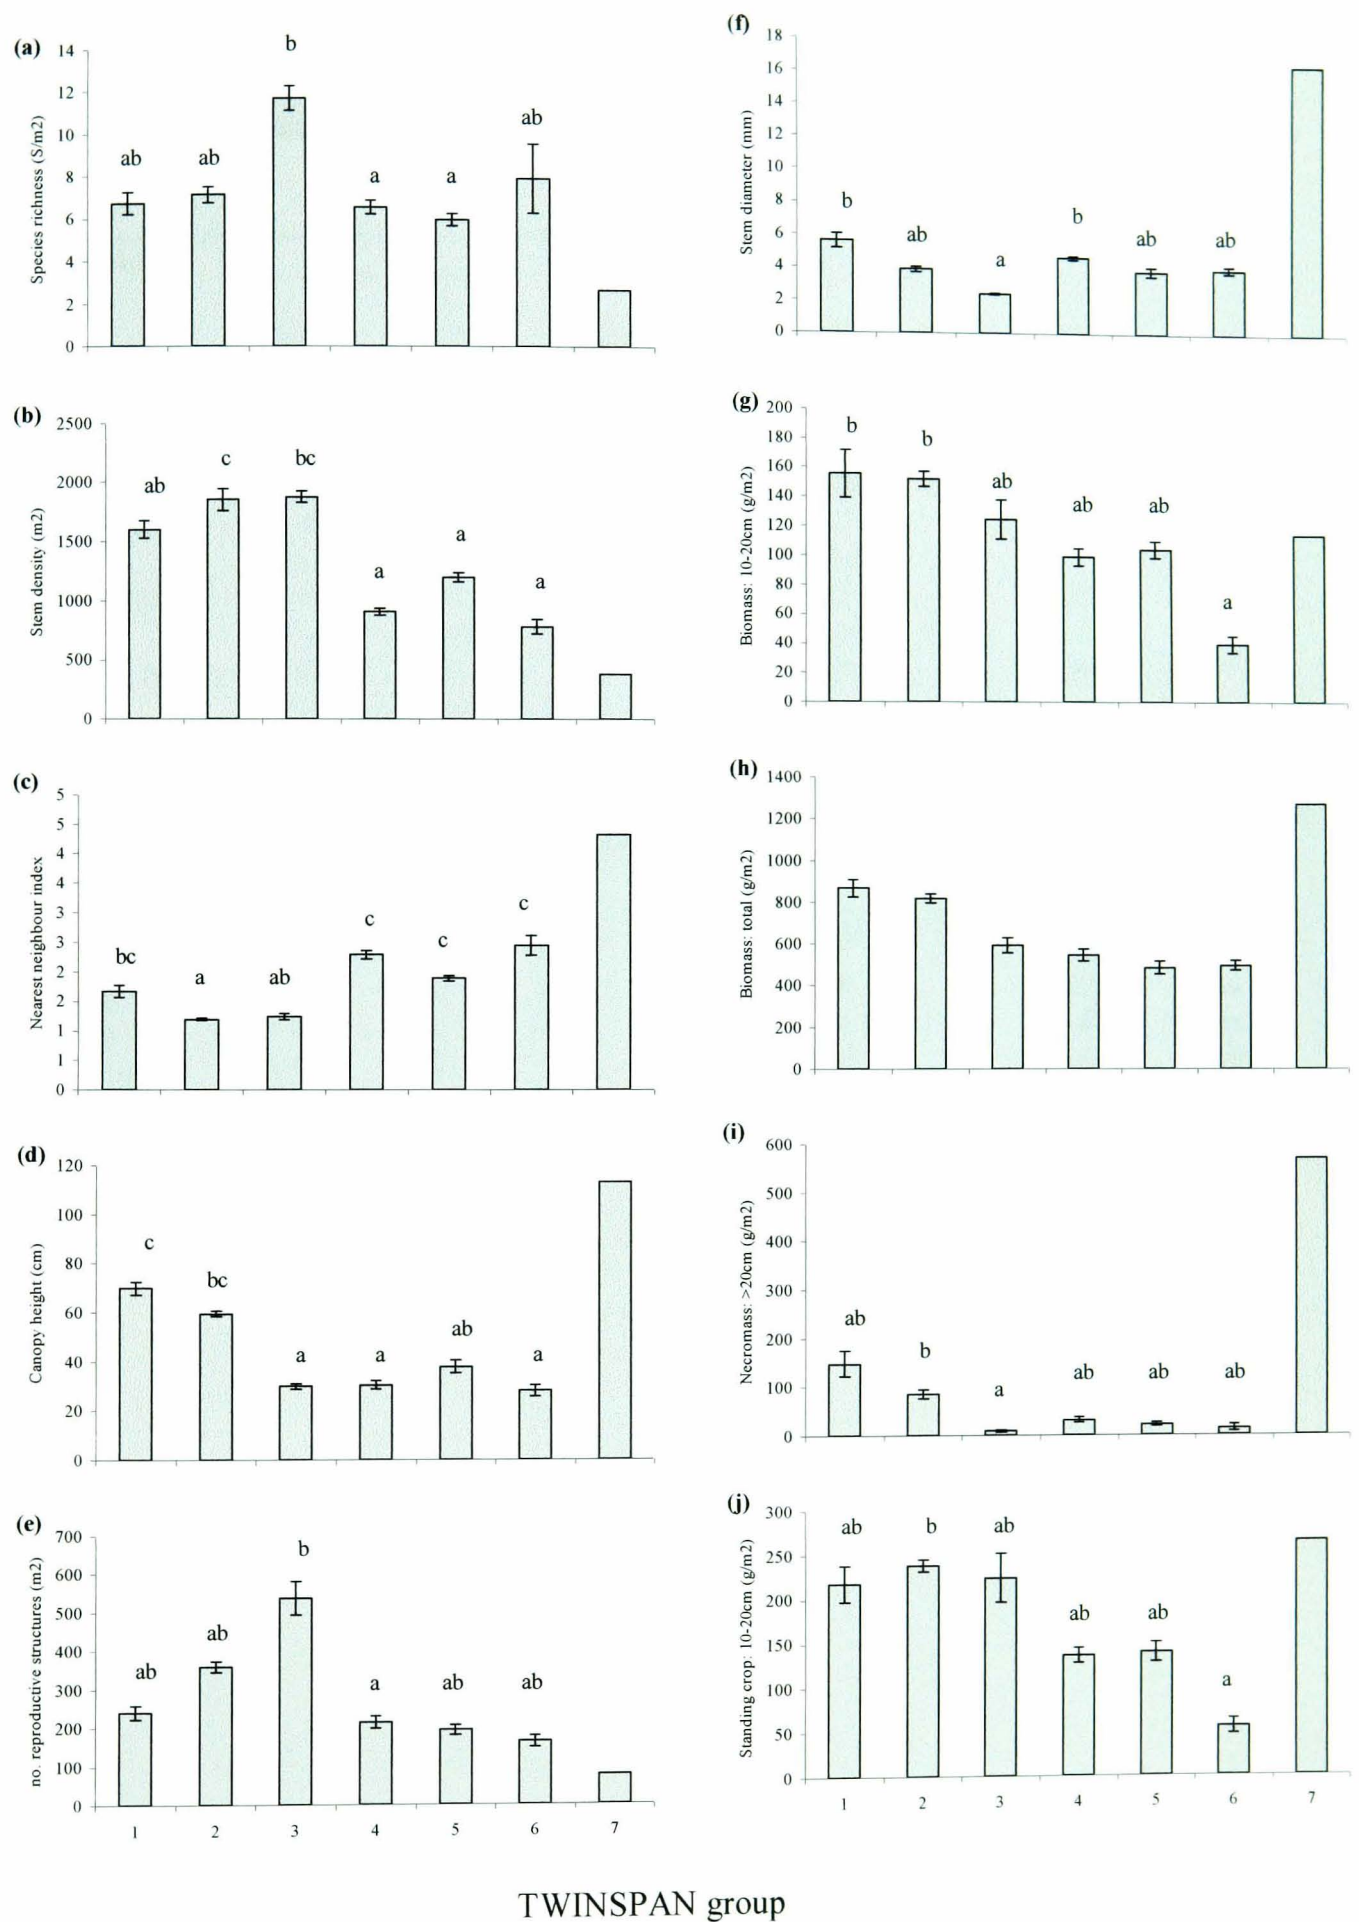 (a)
Species richness (S/m2)
14
12
10
8
6
4
2
0
ab
ab
b
a
a
ab
(b)
Stem density (m2)
2500
2000
1500
1000
500
0
ab
c
bc
a
a
a
(c)
Nearest neighbour index
5
5
4
4
3
3
2
2
1
1
0
bc
a
ab
c
c
c
(d)
Canopy height (cm)
120
100
80
60
40
20
0
c
bc
a
a
ab
a
(e)
no. reproductive structures (m2)
700
600
500
400
300
200
100
0
ab
ab
b
a
ab
ab
1 2 3 4 5 6 7
(f)
Stem diameter (mm)
18
16
14
12
10
8
6
4
2
0
b
ab
a
b
ab
ab
(g)
Biomass: 10-20cm (g/m2)
200
180
160
140
120
100
80
60
40
20
0
b
b
ab
ab
ab
a
(h)
Biomass: total (g/m2)
1400
1200
1000
800
600
400
200
0
(i)
Necromass: >20cm (g/m2)
600
500
400
300
200
100
0
ab
b
a
ab
ab
ab
(j)
Standing crop: 10-20cm (g/m2)
300
250
200
150
100
50
0
ab
b
ab
ab
ab
a
1 2 3 4 5 6 7
TWINSPAN group